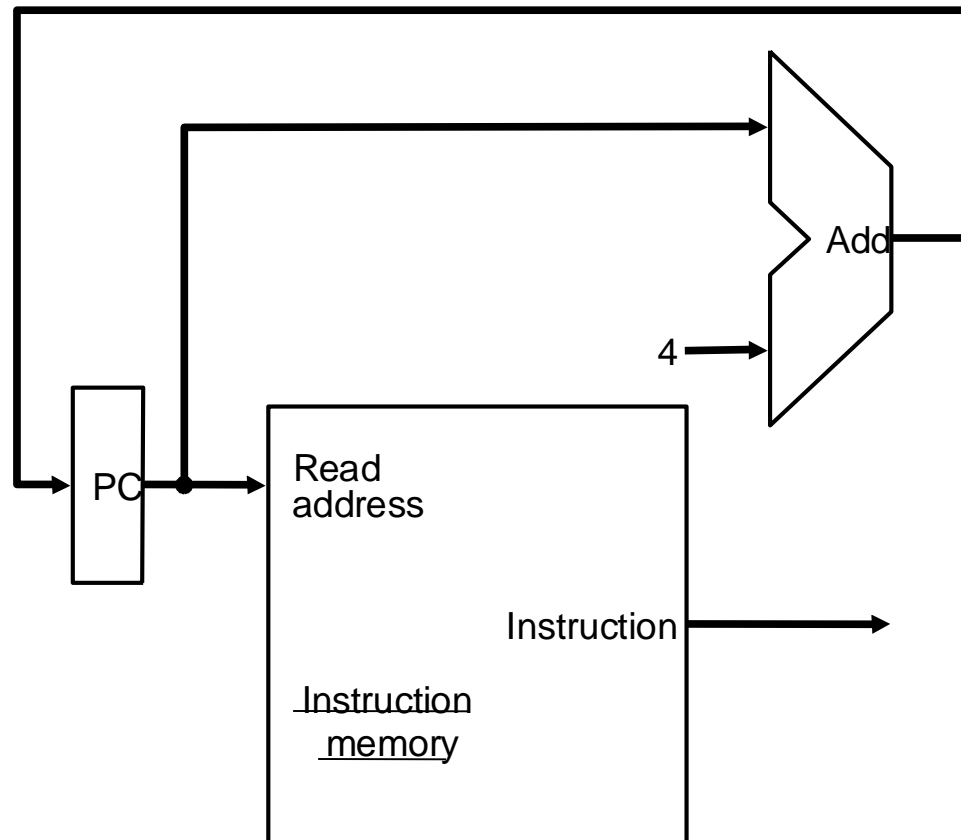 Add
4
PC
Read
address
Instruction
Instruction
memory